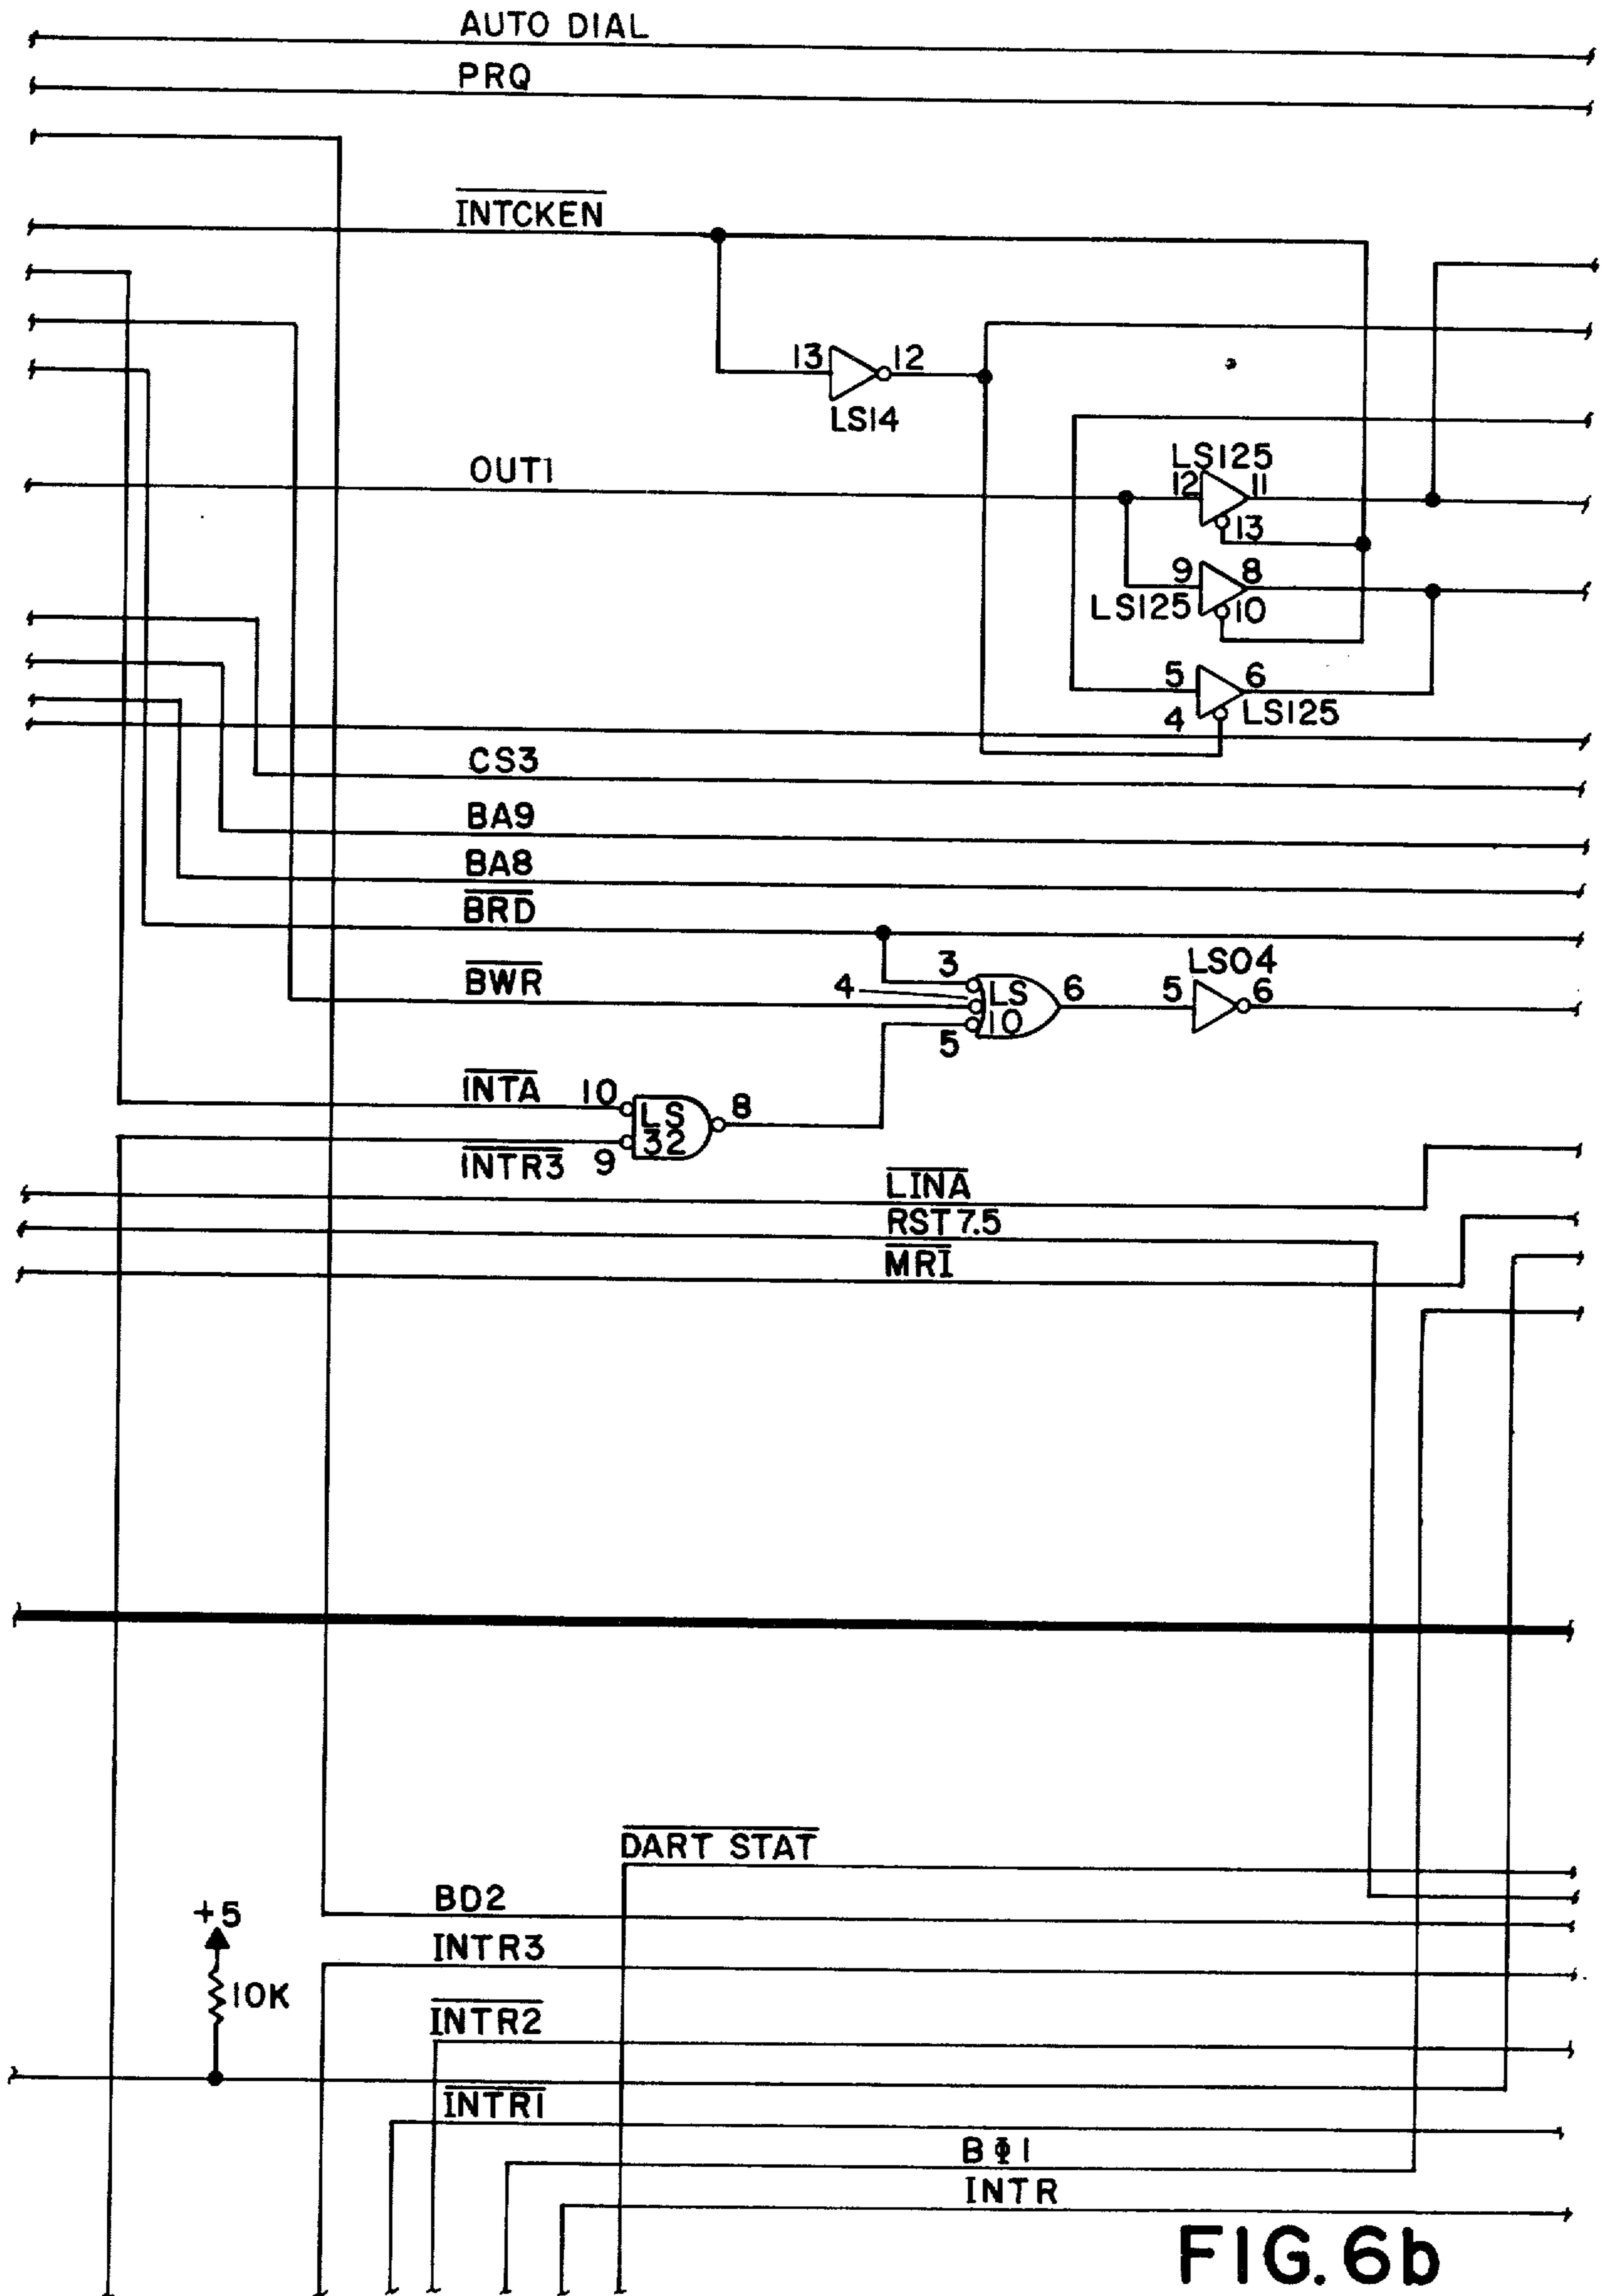 AUTO DIAL
PRQ
INTCKEN
13 12
LS14
OUT1
LS125
12 11
13
9 8
LS125 10
5 6
4 LS125
CS3
BA9
BA8
BRD
LS04
3
BWR 4 LS 6 5 6
10
5
INTA 10 LS 8
32
INTR3 9
LINA
RST 7.5
MRI
DART STAT
BD2
+5
INTR3
10K
INTR2
INTR1
BΦ1
INTR
FIG. 6b